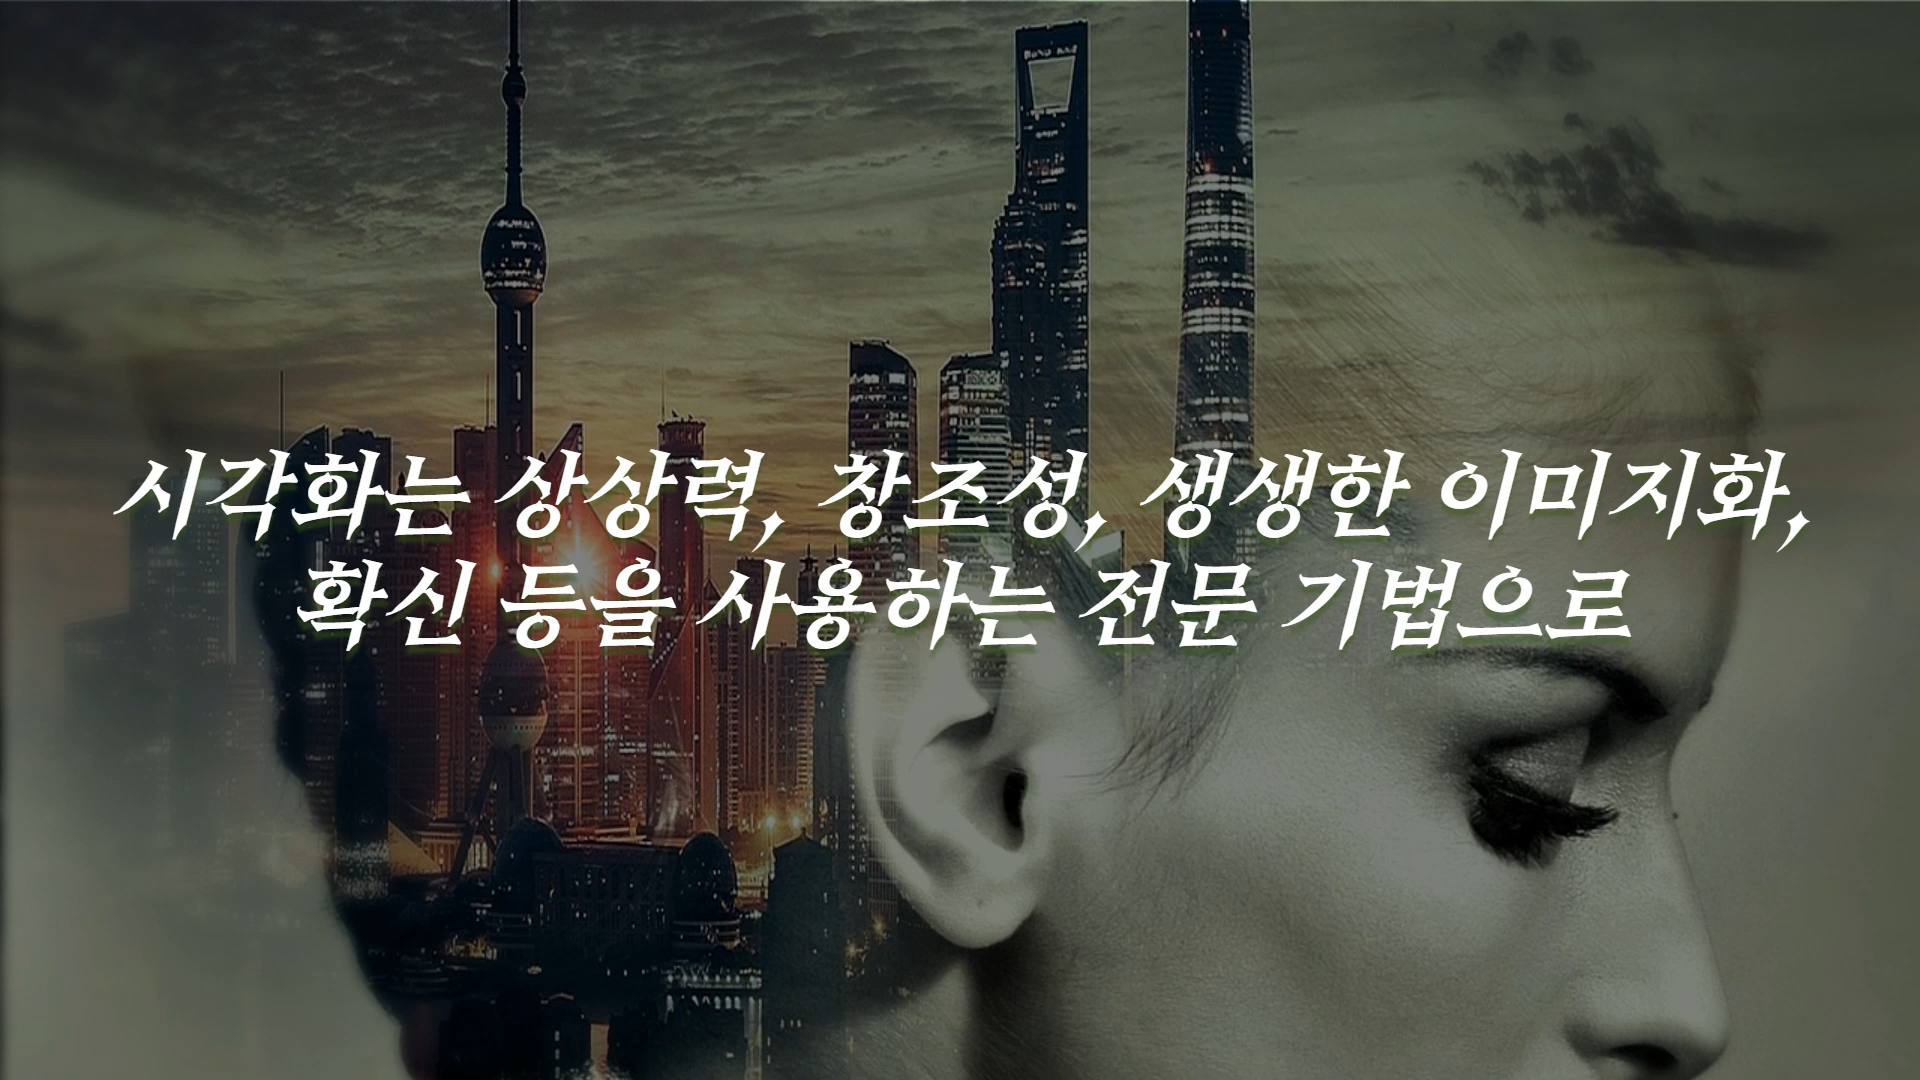 시각화는 상상력, 창조성, 생생한 이미지화,
확신 등을 사용하는 전문 기법으로